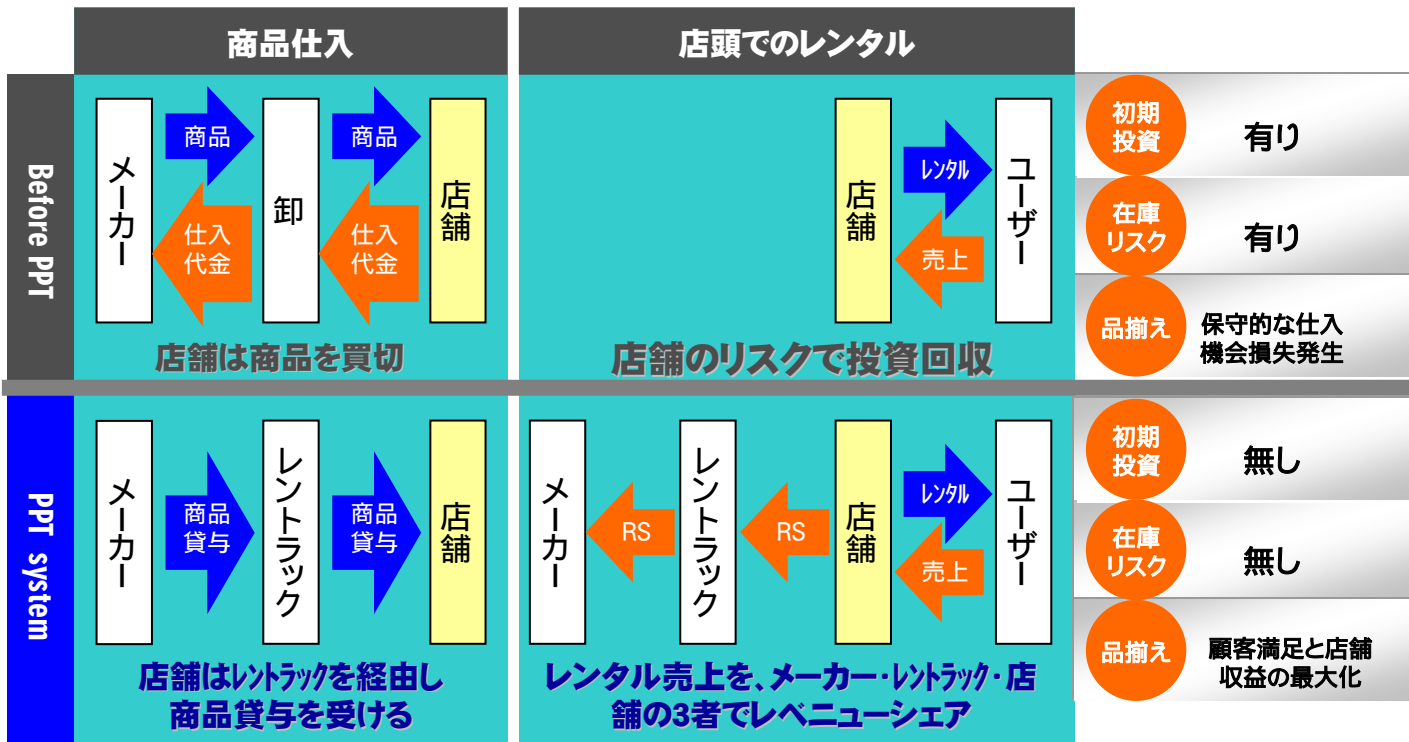 商品仕入
店頭でのレンタル
Before PPT
メーカー
商品
仕入
代金
卸
商品
仕入
代金
店舗
店舗は商品を買切
店舗
レンタル
売上
ユーザー
店舗のリスクで投資回収
初期
投資
有り
在庫
リスク
有り
品揃え
保守的な仕入
機会損失発生
PPT system
メーカー
商品
貸与
レントラック
商品
貸与
店舗
店舗はレントラックを経由し
商品貸与を受ける
メーカー
RS
レントラック
RS
店舗
レンタル
売上
ユーザー
レンタル売上を、メーカー・レントラック・店
舗の3者でレベニューシェア
初期
投資
無し
在庫
リスク
無し
品揃え
顧客満足と店舗
収益の最大化